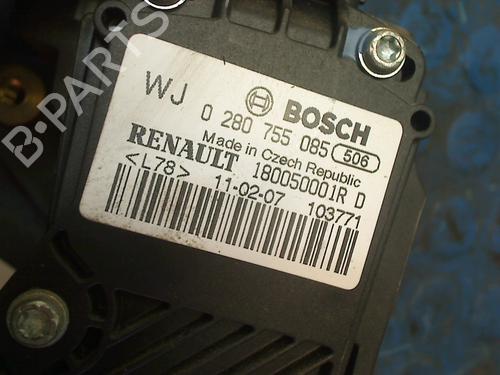 WJ BOSCH
0 280 755 085 506
Made in Czech Republic
RENAULT 180050001R D
<L78> 11-02-07 103771
B-PARTS